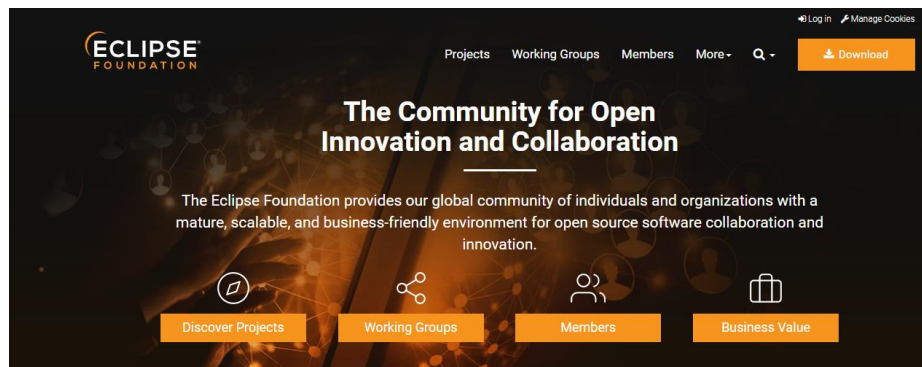 Log in Manage Cookies
ECLIPSE®
FOUNDATION
Projects Working Groups Members More
Download
The Community for Open
Innovation and Collaboration
The Eclipse Foundation provides our global community of individuals and organizations with a
mature, scalable, and business-friendly environment for open source software collaboration and
innovation.
Discover Projects
Working Groups
Members
Business Value